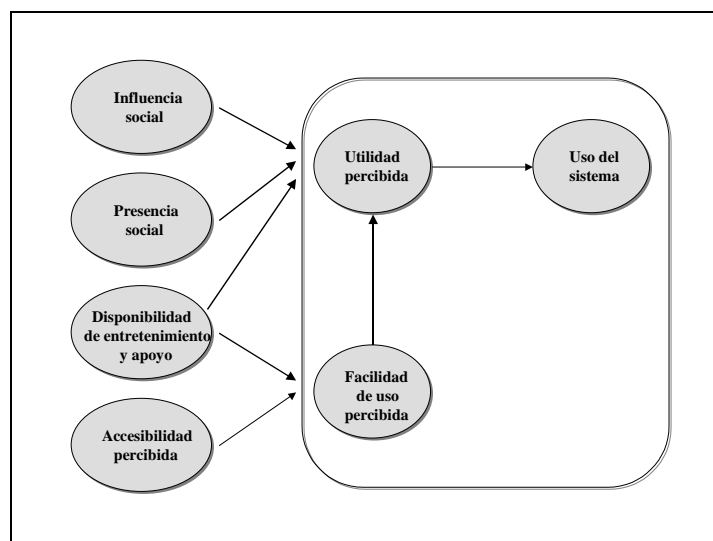 Influencia
social
Presencia
social
Disponibilidad
de entretenimiento
y apoyo
Accesibilidad
percibida
Utilidad
percibida
Facilidad
de uso
percibida
Uso del
sistema